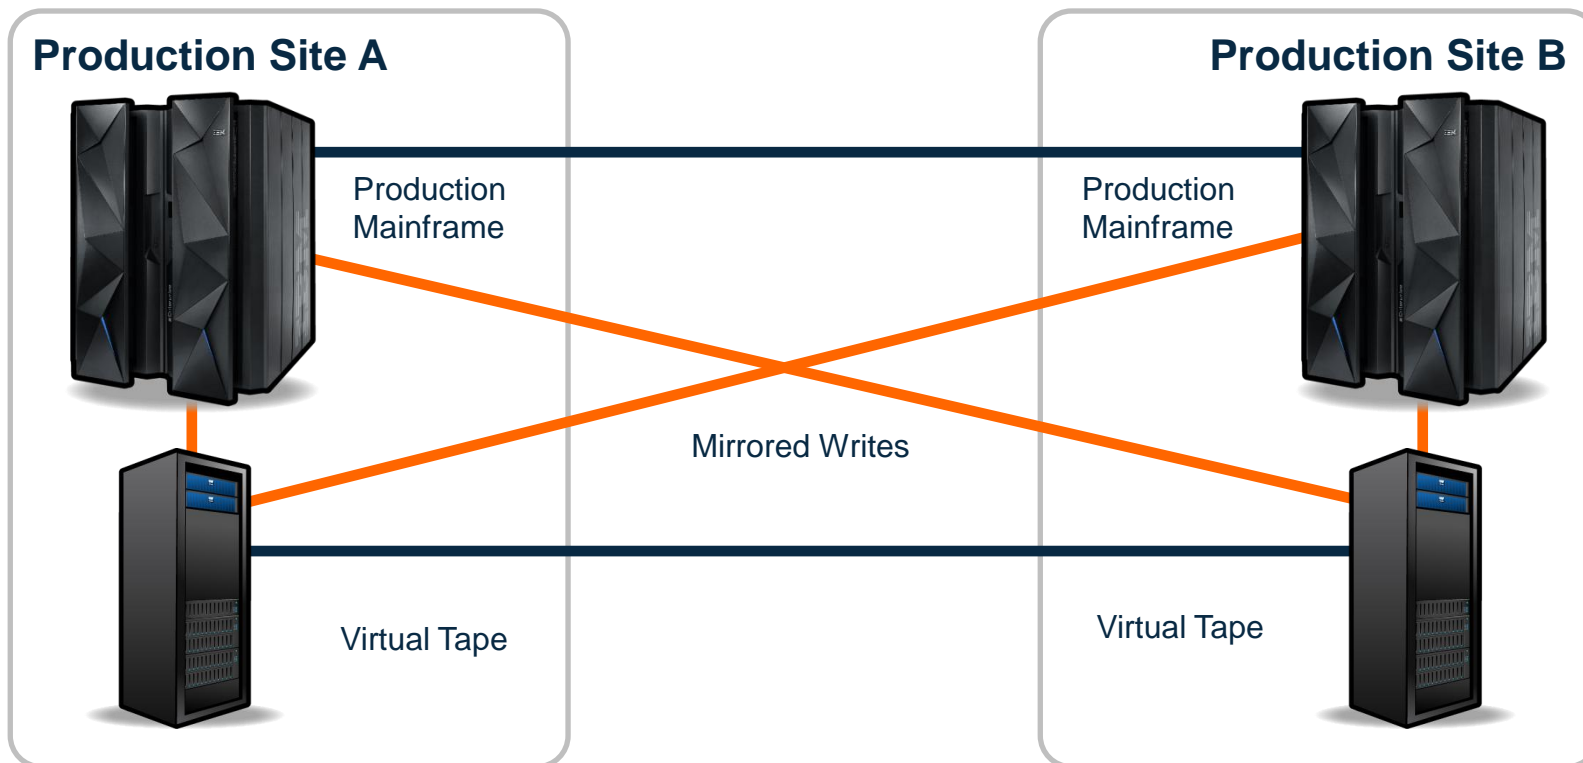 Production Site A
Production Site B
Production
Mainframe
Production
Mainframe
Mirrored Writes
Virtual Tape
Virtual Tape